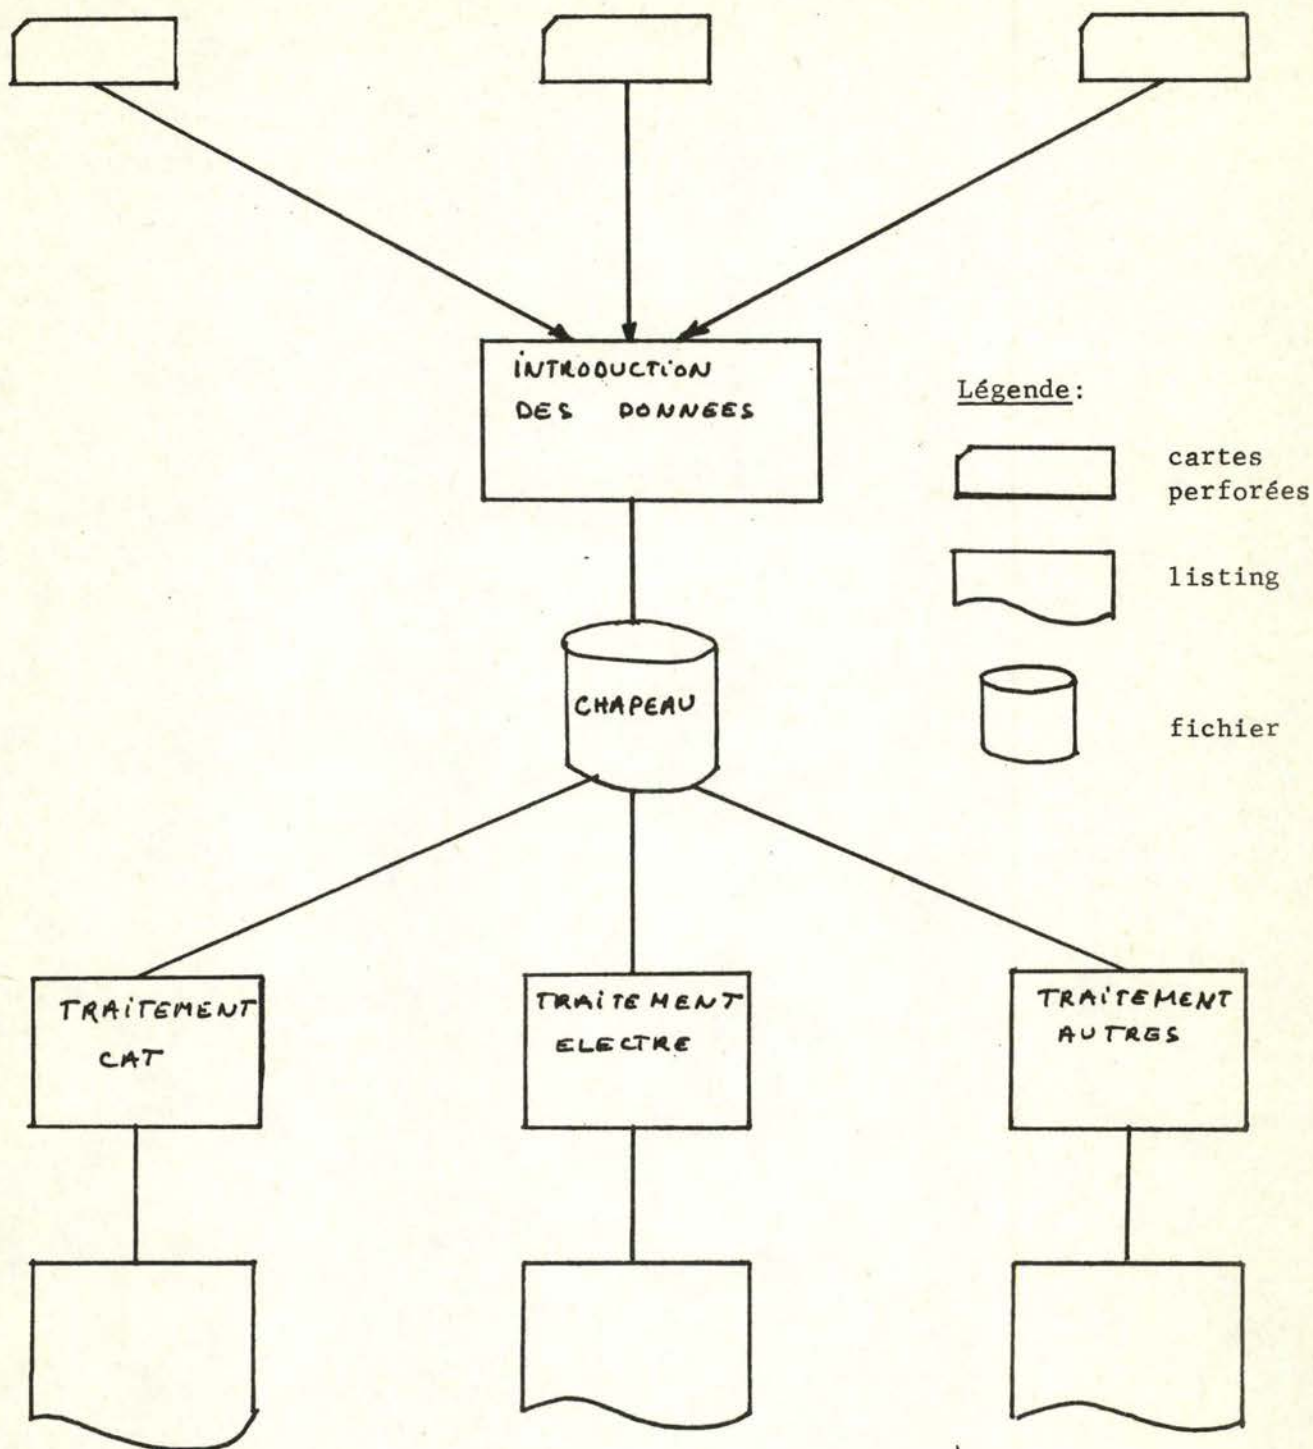 INTRODUCTION
DES DONNEES
Légende:
cartes
perforées
listing
CHAPEAU
fichier
TRAITEMENT
CAT
TRAITEMENT
ELECTRE
TRAITEMENT
AUTRES